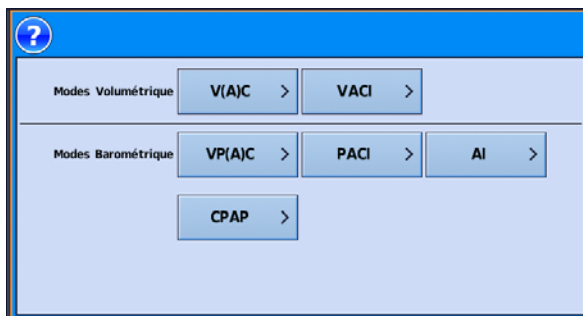 ?
Modes Volumétrique V(A)C > VACI >
Modes Barométrique VP(A)C > PACI > AI >
CPAP >